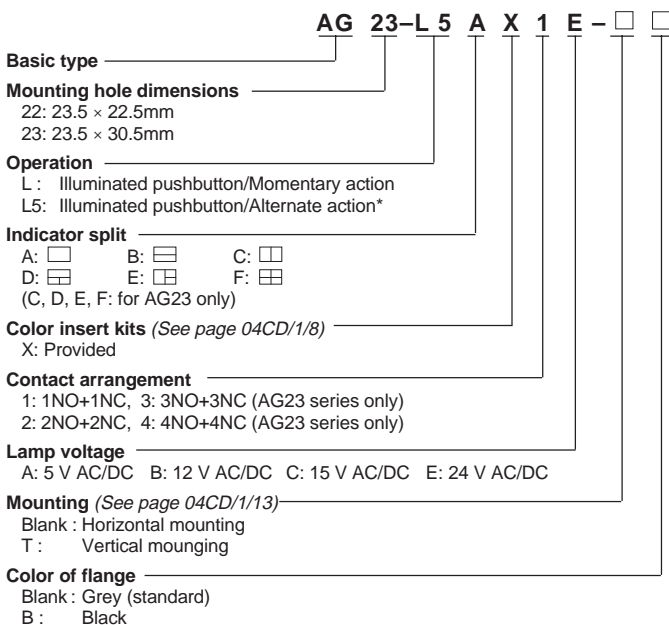 AG 23–L 5 A X 1 E – □ □
Basic type
Mounting hole dimensions
22: 23.5 × 22.5mm
23: 23.5 × 30.5mm
Operation
L : Illuminated pushbutton/Momentary action
L5: Illuminated pushbutton/Alternate action*
Indicator split
A: B: C:
D: E: F:
(C, D, E, F: for AG23 only)
Color insert kits (See page 04CD/1/8)
X: Provided
Contact arrangement
1: 1NO+1NC, 3: 3NO+3NC (AG23 series only)
2: 2NO+2NC, 4: 4NO+4NC (AG23 series only)
Lamp voltage
A: 5 V AC/DC B: 12 V AC/DC C: 15 V AC/DC E: 24 V AC/DC
Mounting (See page 04CD/1/13)
Blank : Horizontal mounting
T : Vertical mounging
Color of flange
Blank : Grey (standard)
B : Black